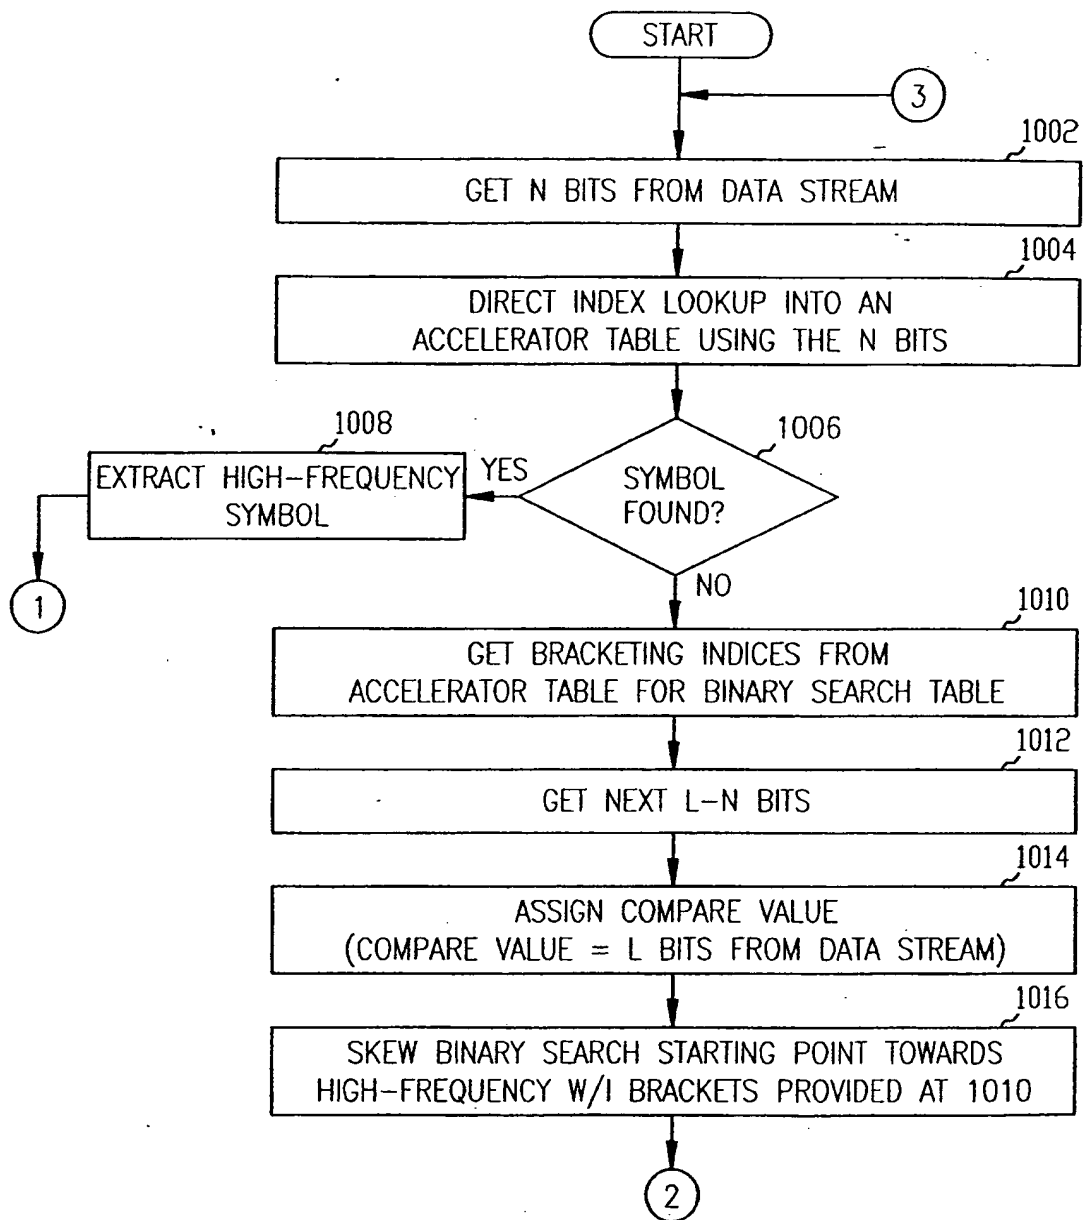 START
3
1002
GET N BITS FROM DATA STREAM
1004
DIRECT INDEX LOOKUP INTO AN
ACCELERATOR TABLE USING THE N BITS
1008
EXTRACT HIGH-FREQUENCY
SYMBOL
YES
1006
SYMBOL
FOUND?
1
NO
1010
GET BRACKETING INDICES FROM
ACCELERATOR TABLE FOR BINARY SEARCH TABLE
1012
GET NEXT L-N BITS
1014
ASSIGN COMPARE VALUE
(COMPARE VALUE = L BITS FROM DATA STREAM)
1016
SKEW BINARY SEARCH STARTING POINT TOWARDS
HIGH-FREQUENCY W/I BRACKETS PROVIDED AT 1010
2